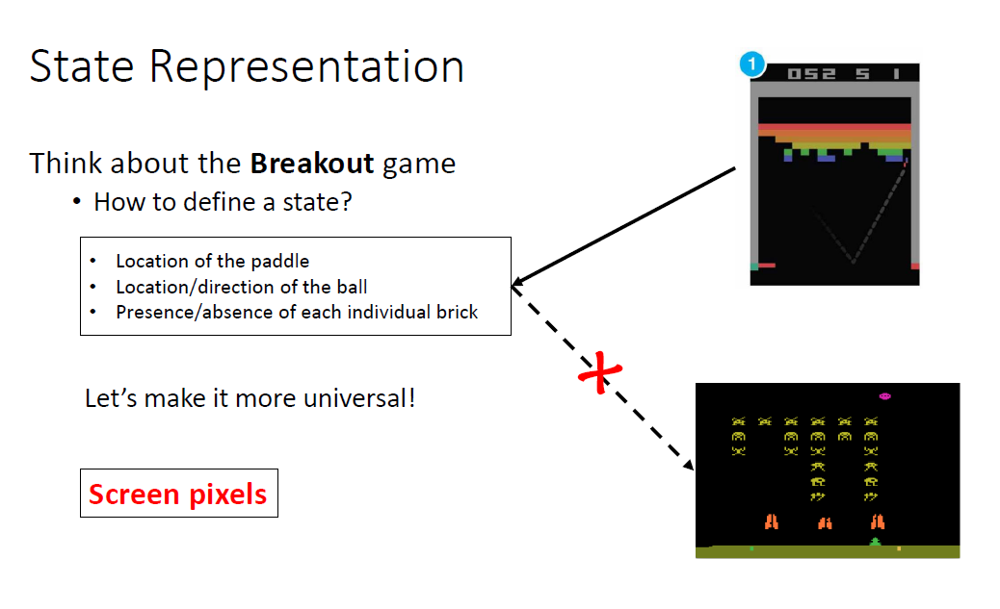 State Representation
1
052 5 1
Think about the Breakout game
• How to define a state?
• Location of the paddle
• Location/direction of the ball
• Presence/absence of each individual brick
Let’s make it more universal!
Screen pixels